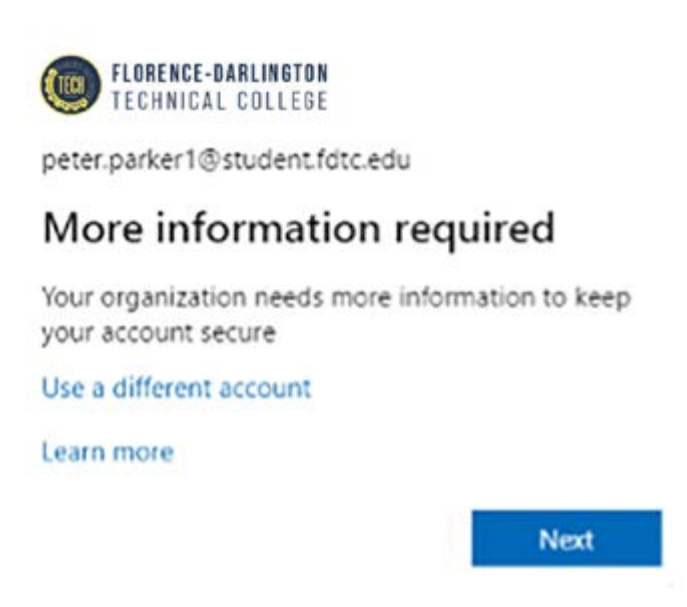 TECH
FLORENCE-DARLINGTON
TECHNICAL COLLEGE
peter.parker1@student.fdtc.edu
More information required
Your organization needs more information to keep
your account secure
Use a different account
Learn more
Next